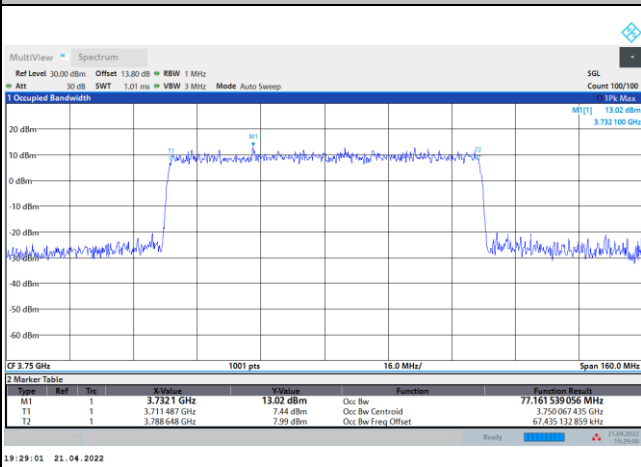 MultiView Spectrum
Ref Level 30.00 dBm Offset 13.80 dB RBW 1 MHz SGL
Att 30 dB SWT 1.01 ms VBW 3 MHz Mode Auto Sweep Count 100/100
1 Occupied Bandwidth 1Pk Max
M1[1] 13.02 dBm
3.732 100 GHz
20 dBm
M1
T1 T2
10 dBm
0 dBm
-10 dBm
-20 dBm
-30 dBm
-40 dBm
-50 dBm
-60 dBm
CF 3.75 GHz 1001 pts 16.0 MHz/ Span 160.0 MHz
2 Marker Table
Type Ref Trc X-Value Y-Value Function Function Result
M1 1 3.7321 GHz 13.02 dBm Occ Bw 77.161 539 056 MHz
T1 1 3.711 487 GHz 7.44 dBm Occ Bw Centroid 3.750 067 435 GHz
T2 1 3.788 648 GHz 7.99 dBm Occ Bw Freq Offset 67.435 132 859 kHz
Ready 21.04.2022
19:29:00
19:29:01 21.04.2022